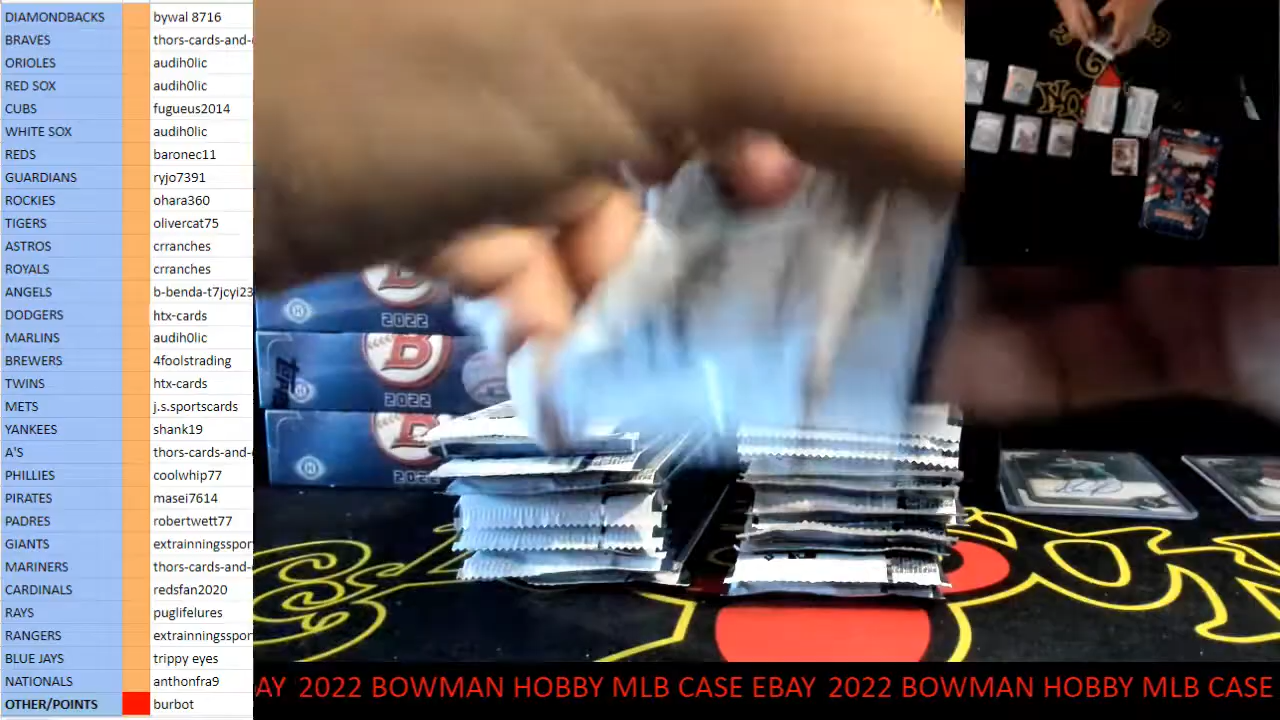 DIAMONDBACKS bywal 8716
BRAVES thors-cards-and-
ORIOLES audih0lic
RED SOX audih0lic
CUBS fugueus2014
WHITE SOX audih0lic
REDS baronec11
GUARDIANS ryjo7391
ROCKIES ohara360
TIGERS olivercat75
ASTROS crranches
ROYALS crranches
ANGELS b-benda-t7jcyi23
DODGERS htx-cards
MARLINS audih0lic
BREWERS 4foolstrading
TWINS htx-cards
METS j.s.sportscards
YANKEES shank19
A'S thors-cards-and-
PHILLIES coolwhip77
PIRATES masei7614
PADRES robertwett77
GIANTS extrainningsspor
MARINERS thors-cards-and-
CARDINALS redsfan2020
RAYS puglifelures
RANGERS extrainningsspor
BLUE JAYS trippy eyes
NATIONALS anthonfra9
OTHER/POINTS burbot
2022
B
2022
2022
AY 2022 BOWMAN HOBBY MLB CASE EBAY 2022 BOWMAN HOBBY MLB CASE